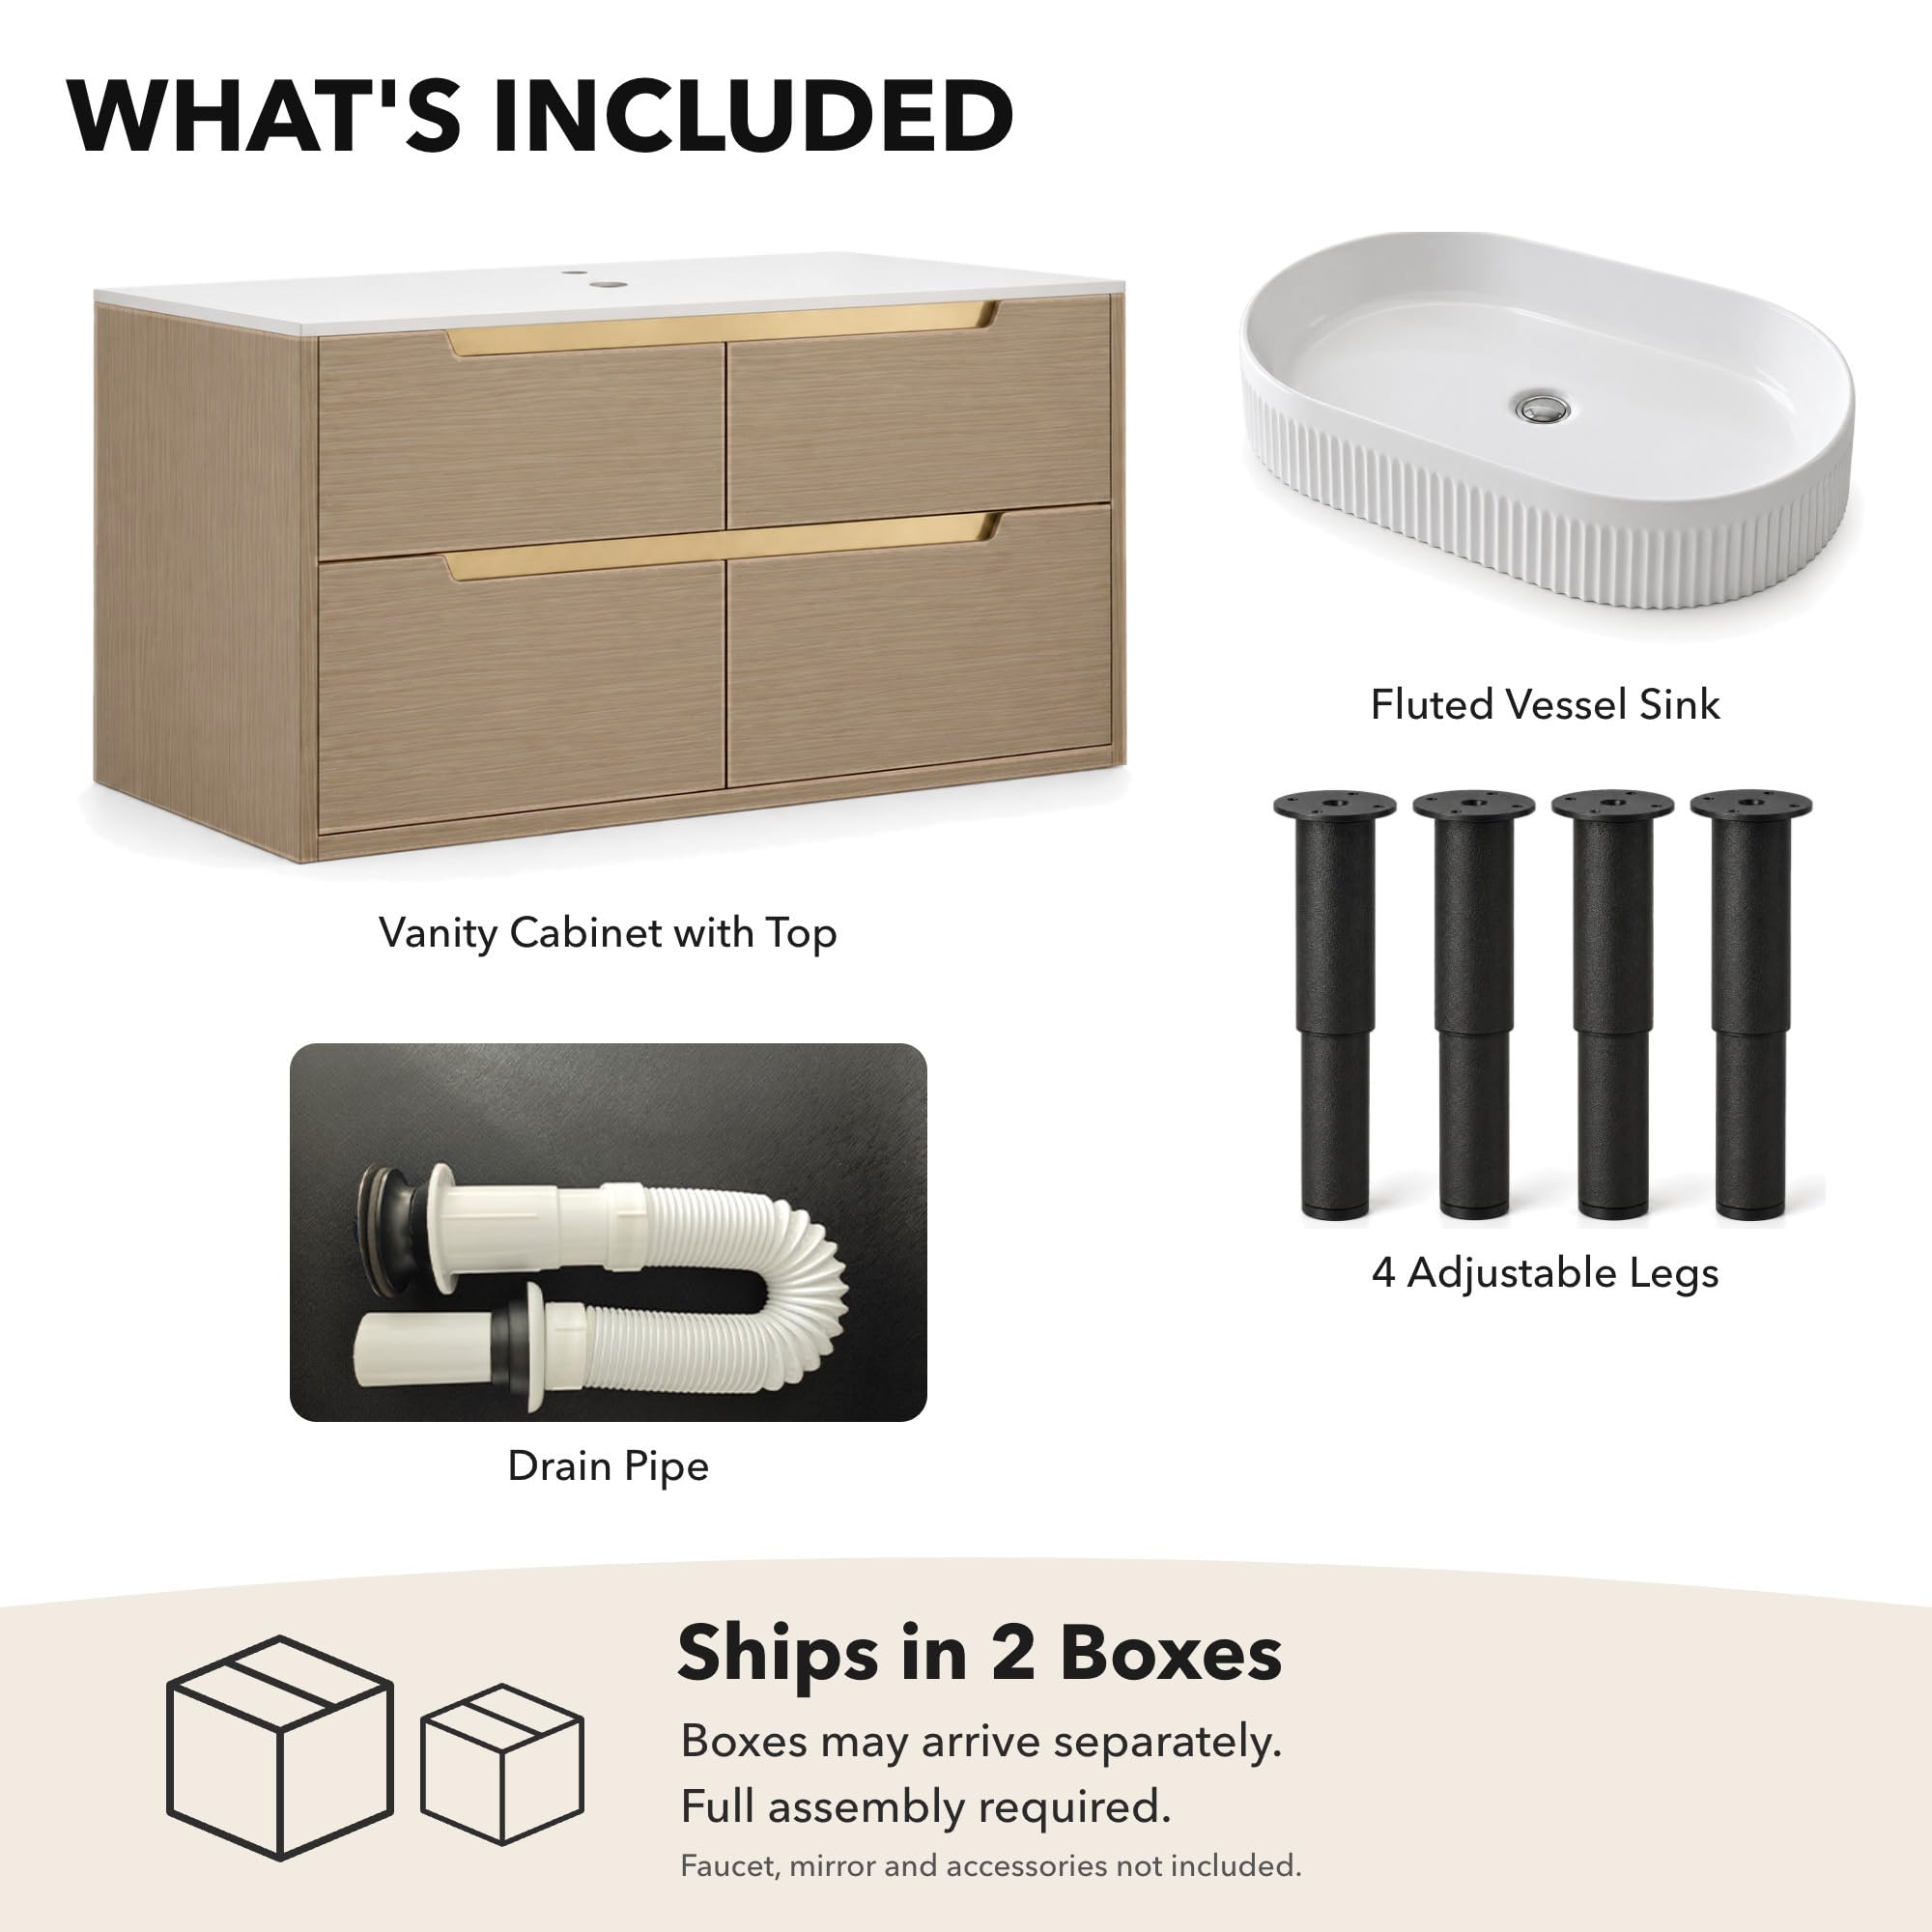 WHAT'S INCLUDED
Vanity Cabinet with Top
Fluted Vessel Sink
4 Adjustable Legs
Drain Pipe
Ships in 2 Boxes
Boxes may arrive separately.
Full assembly required.
Faucet, mirror and accessories not included.